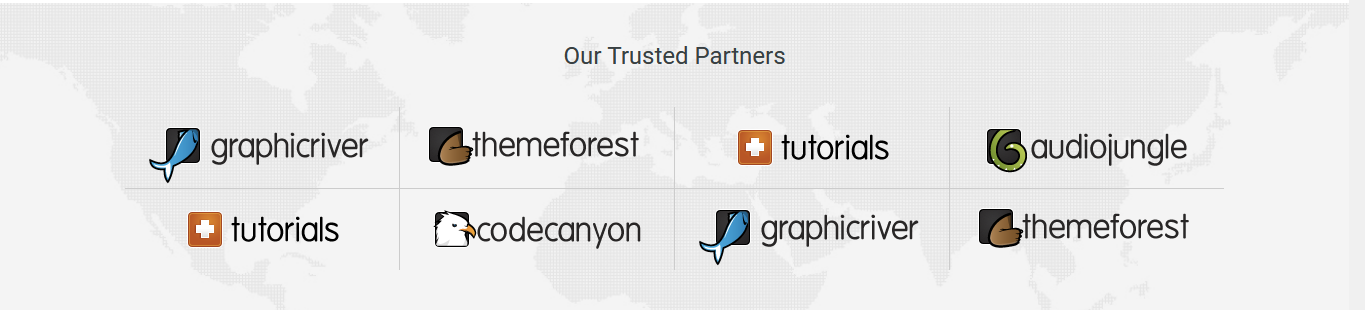 Our Trusted Partners
graphicriver
themeforest
tutorials
audiojungle
tutorials
codecanyon
graphicriver
themeforest